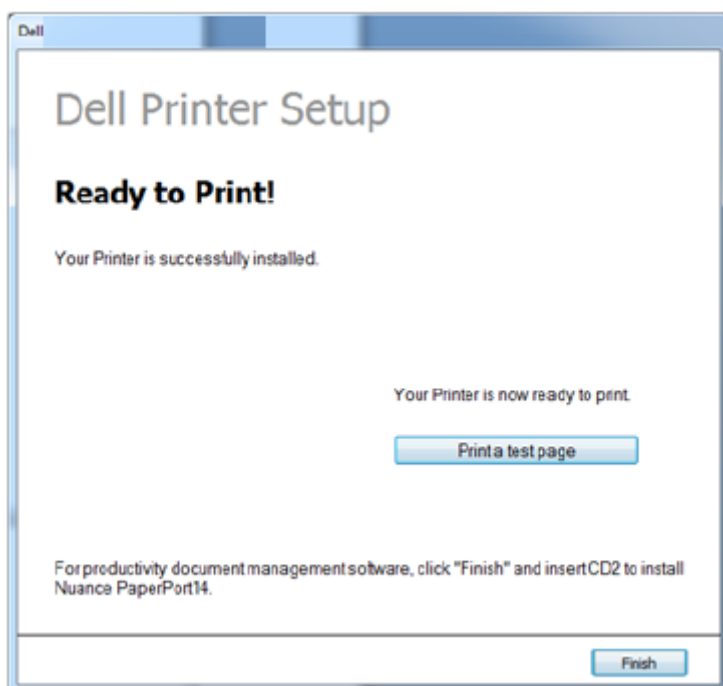 Dell
Dell Printer Setup
Ready to Print!
Your Printer is successfully installed.
Your Printer is now ready to print.
Print a test page
For productivity document management software, click "Finish" and insert CD2 to install
Nuance PaperPort14.
Finish